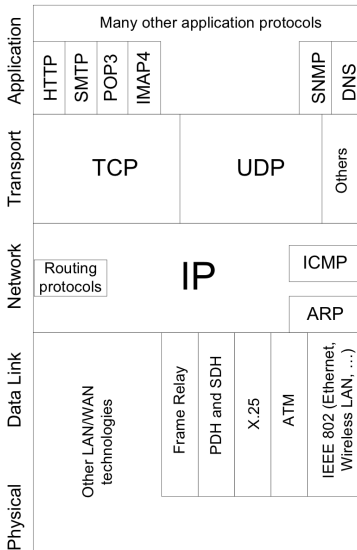 Application
Many other application protocols
HTTP
SMTP
POP3
IMAP4
SNMP
DNS
Transport
TCP
UDP
Others
Network
Routing
protocols
IP
ICMP
ARP
Data Link
Physical
Other LAN/WAN
technologies
Frame Relay
PDH and SDH
X.25
ATM
IEEE 802 (Ethernet,
Wireless LAN, ...)